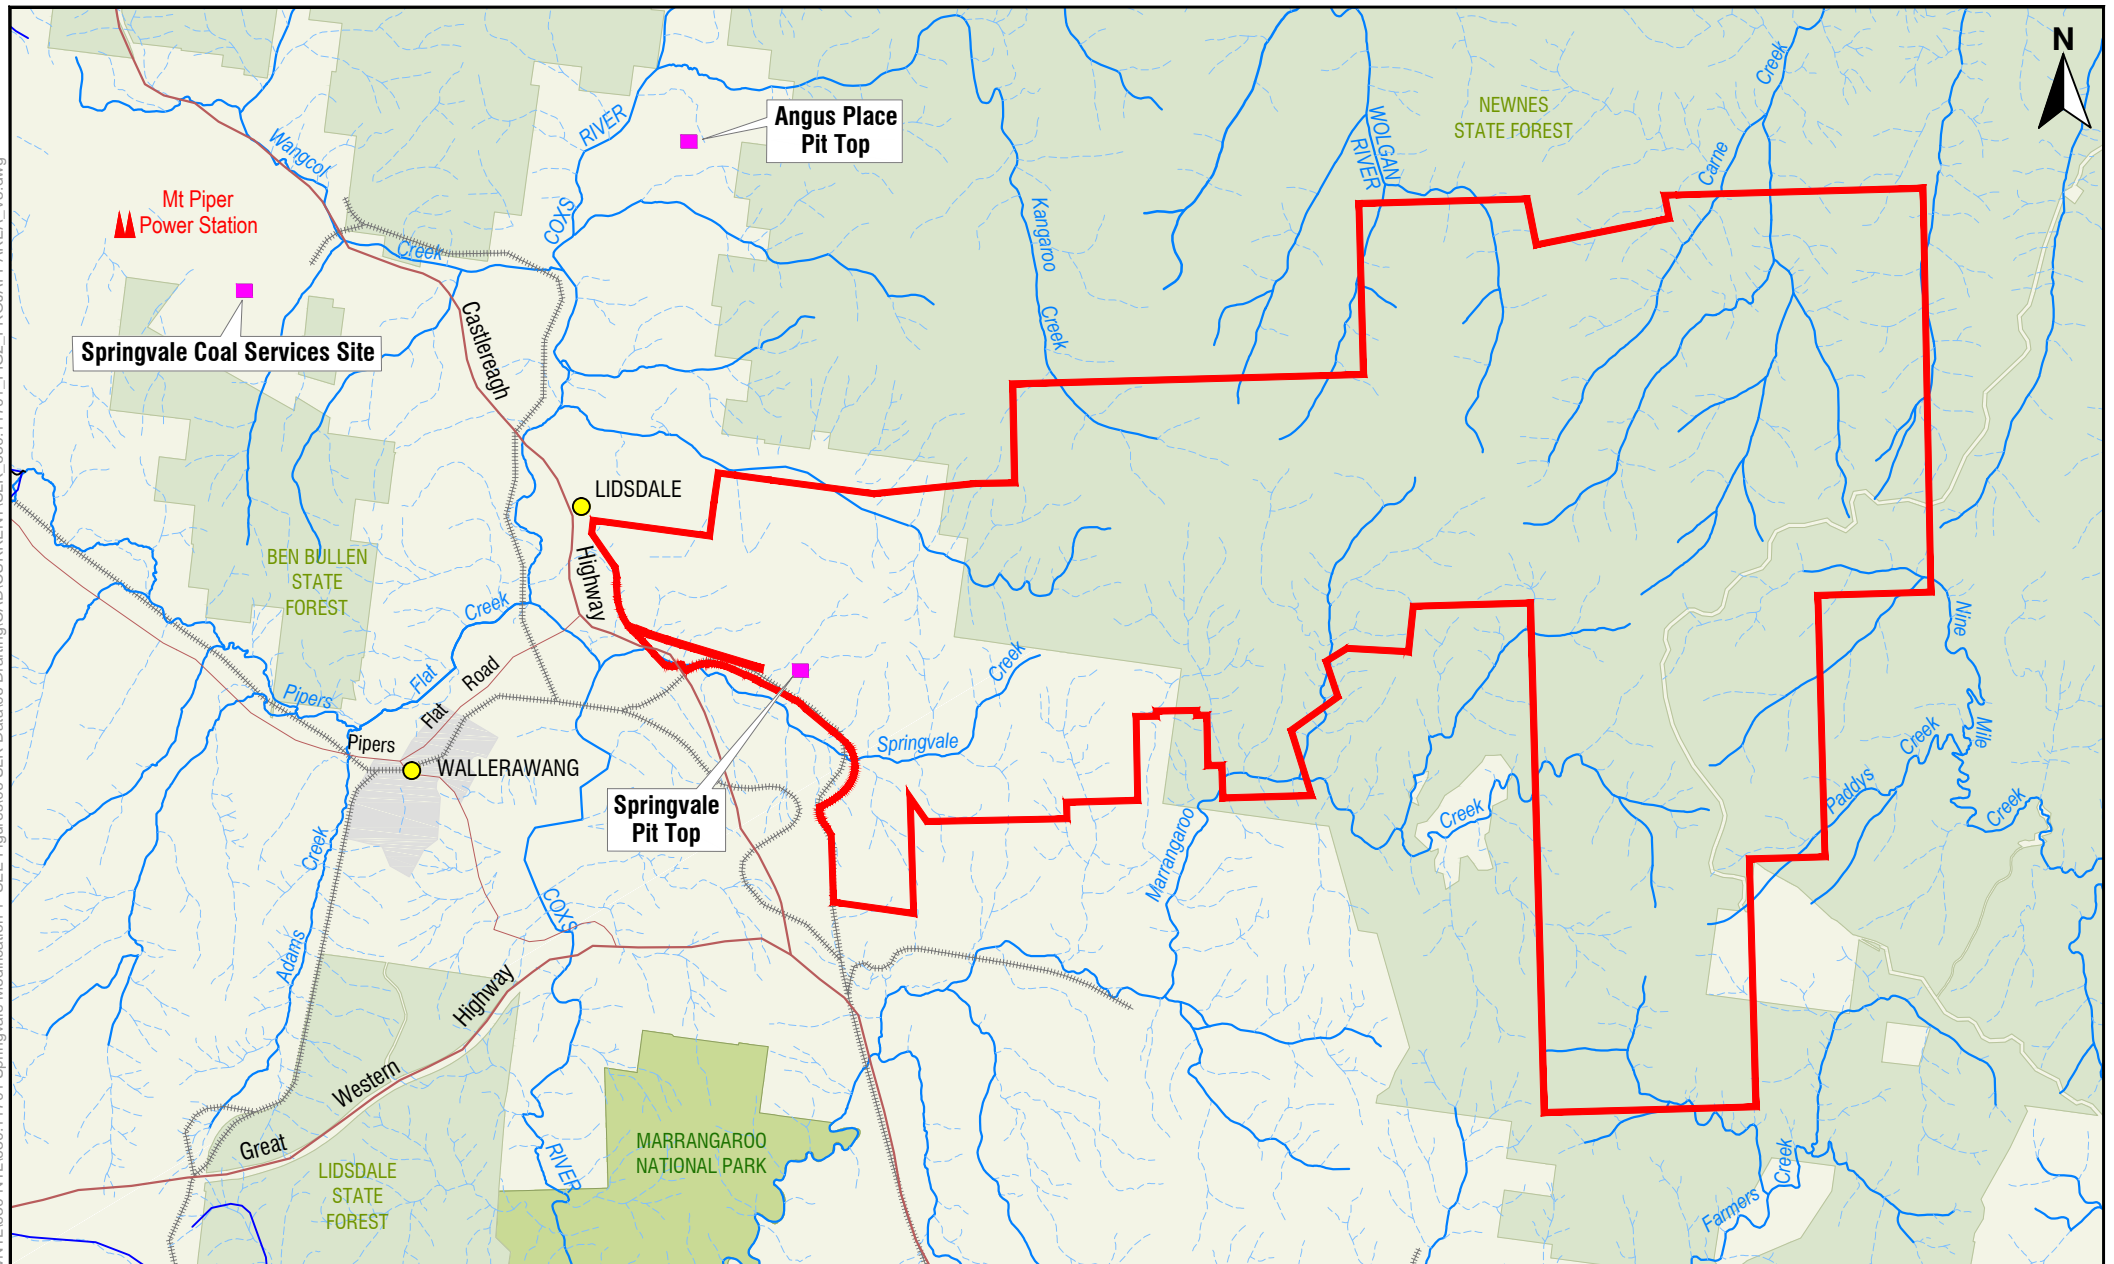 N
Angus Place
Pit Top
NEWNES
STATE FOREST
Creek
RIVER
WOLGAN
RIVER
Carne
Wangcol
Mt Piper
Power Station
COXS
Kangaroo
Creek
Creek
Castlereagh
Springvale Coal Services Site
LIDSDALE
Highway
BEN BULLEN
STATE
FOREST
Creek
Nine
Mile
Creek
Flat
Road
Creek
Pipers
Flat
Pipers
Springvale
Creek
Paddys
Creek
WALLERAWANG
Springvale
Pit Top
Creek
Marrangaroo
Creek
Adams
COXS
Highway
Western
Great
MARRANGAROO
NATIONAL PARK
LIDSDALE
STATE
FOREST
RIVER
Creek
Farmers